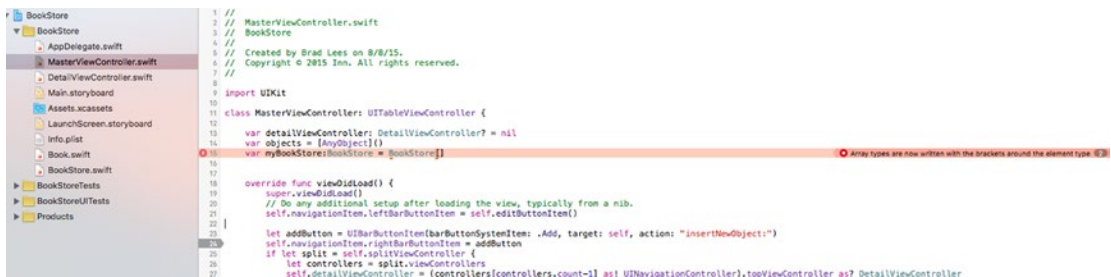 BookStore
BookStore
AppDelegate.swift
MasterViewController.swift
DetailViewController.swift
Main.storyboard
Assets.xcassets
LaunchScreen.storyboard
Info.plist
Book.swift
BookStore.swift
BookStoreTests
BookStoreUITests
Products
1 //
2 // MasterViewController.swift
3 // BookStore
4 //
5 // Created by Brad Lees on 8/8/15.
6 // Copyright © 2015 Inn. All rights reserved.
7 //
8
9 import UIKit
10
11 class MasterViewController: UITableViewController {
12
13 var detailViewController: DetailViewController? = nil
14 var objects = [AnyObject]()
15 var myBookStore:BookStore = BookStore[] Array types are now written with the brackets around the element type 2
16
17
18 override func viewDidLoad() {
19 super.viewDidLoad()
20 // Do any additional setup after loading the view, typically from a nib.
21 self.navigationItem.leftBarButtonItem = self.editButtonItem()
22
23 let addButton = UIBarButtonItem(barButtonSystemItem: .Add, target: self, action: "insertNewObject:")
24 self.navigationItem.rightBarButtonItem = addButton
25 if let split = self.splitViewController {
26 let controllers = split.viewControllers
27 self.detailViewController = (controllers[controllers.count-1] as! UINavigationController).topViewController as? DetailViewController